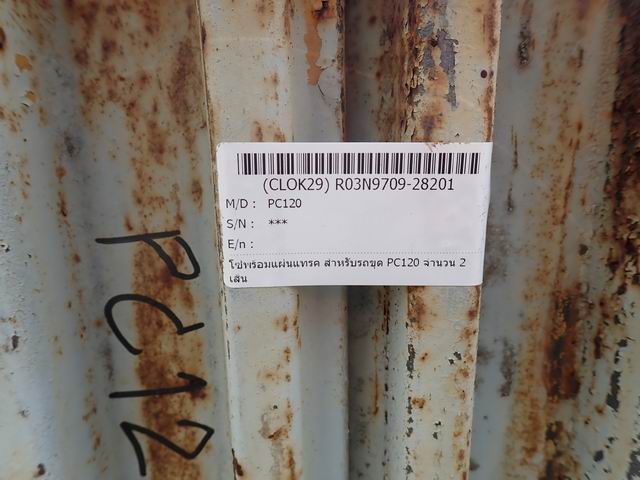 (CLOK29) R03N9709-28201
M/D : PC120
S/N : ***
E/n :
โซ่พร้อมแผ่นแทรค สำหรับรถขุด PC120 จำนวน 2
เส้น
PC12